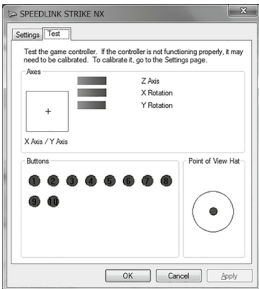 SPEEDLINK STRIKE NX
Settings Test
Test the game controller. If the controller is not functioning properly, it may
need to be calibrated. To calibrate it, go to the Settings page.
Axes
Z Axis
X Rotation
Y Rotation
X Axis / Y Axis
Buttons
Point of View Hat
1 2 3 4 5 6 7 8
9 10
OK Cancel Apply